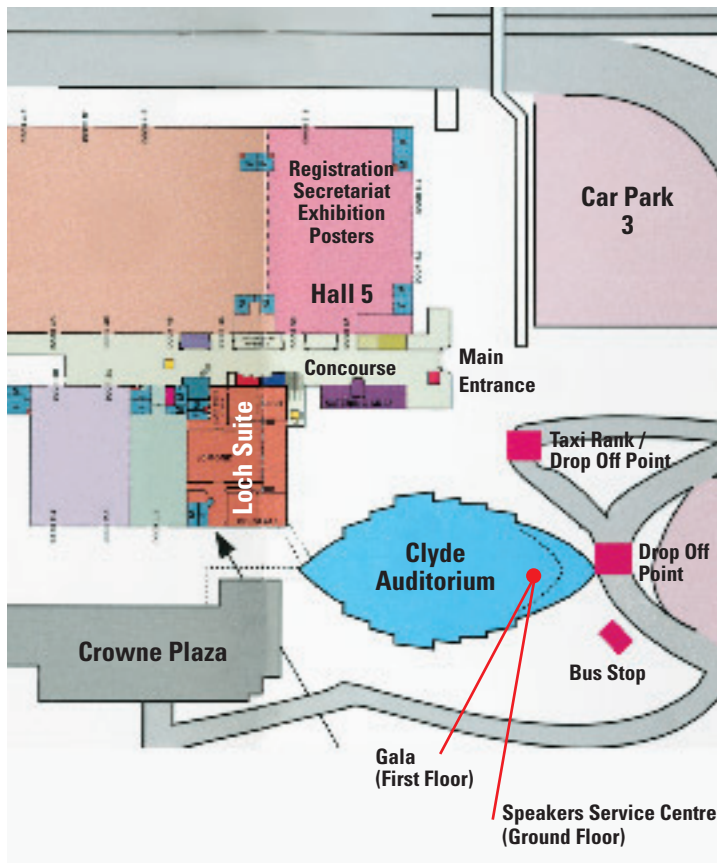 Registration
Secretariat
Exhibition
Posters
Hall 5
Car Park
3
Concourse
Main
Entrance
Loch Suite
Taxi Rank /
Drop Off Point
Clyde
Auditorium
Drop Off
Point
Crowne Plaza
Bus Stop
Gala
(First Floor)
Speakers Service Centre
(Ground Floor)